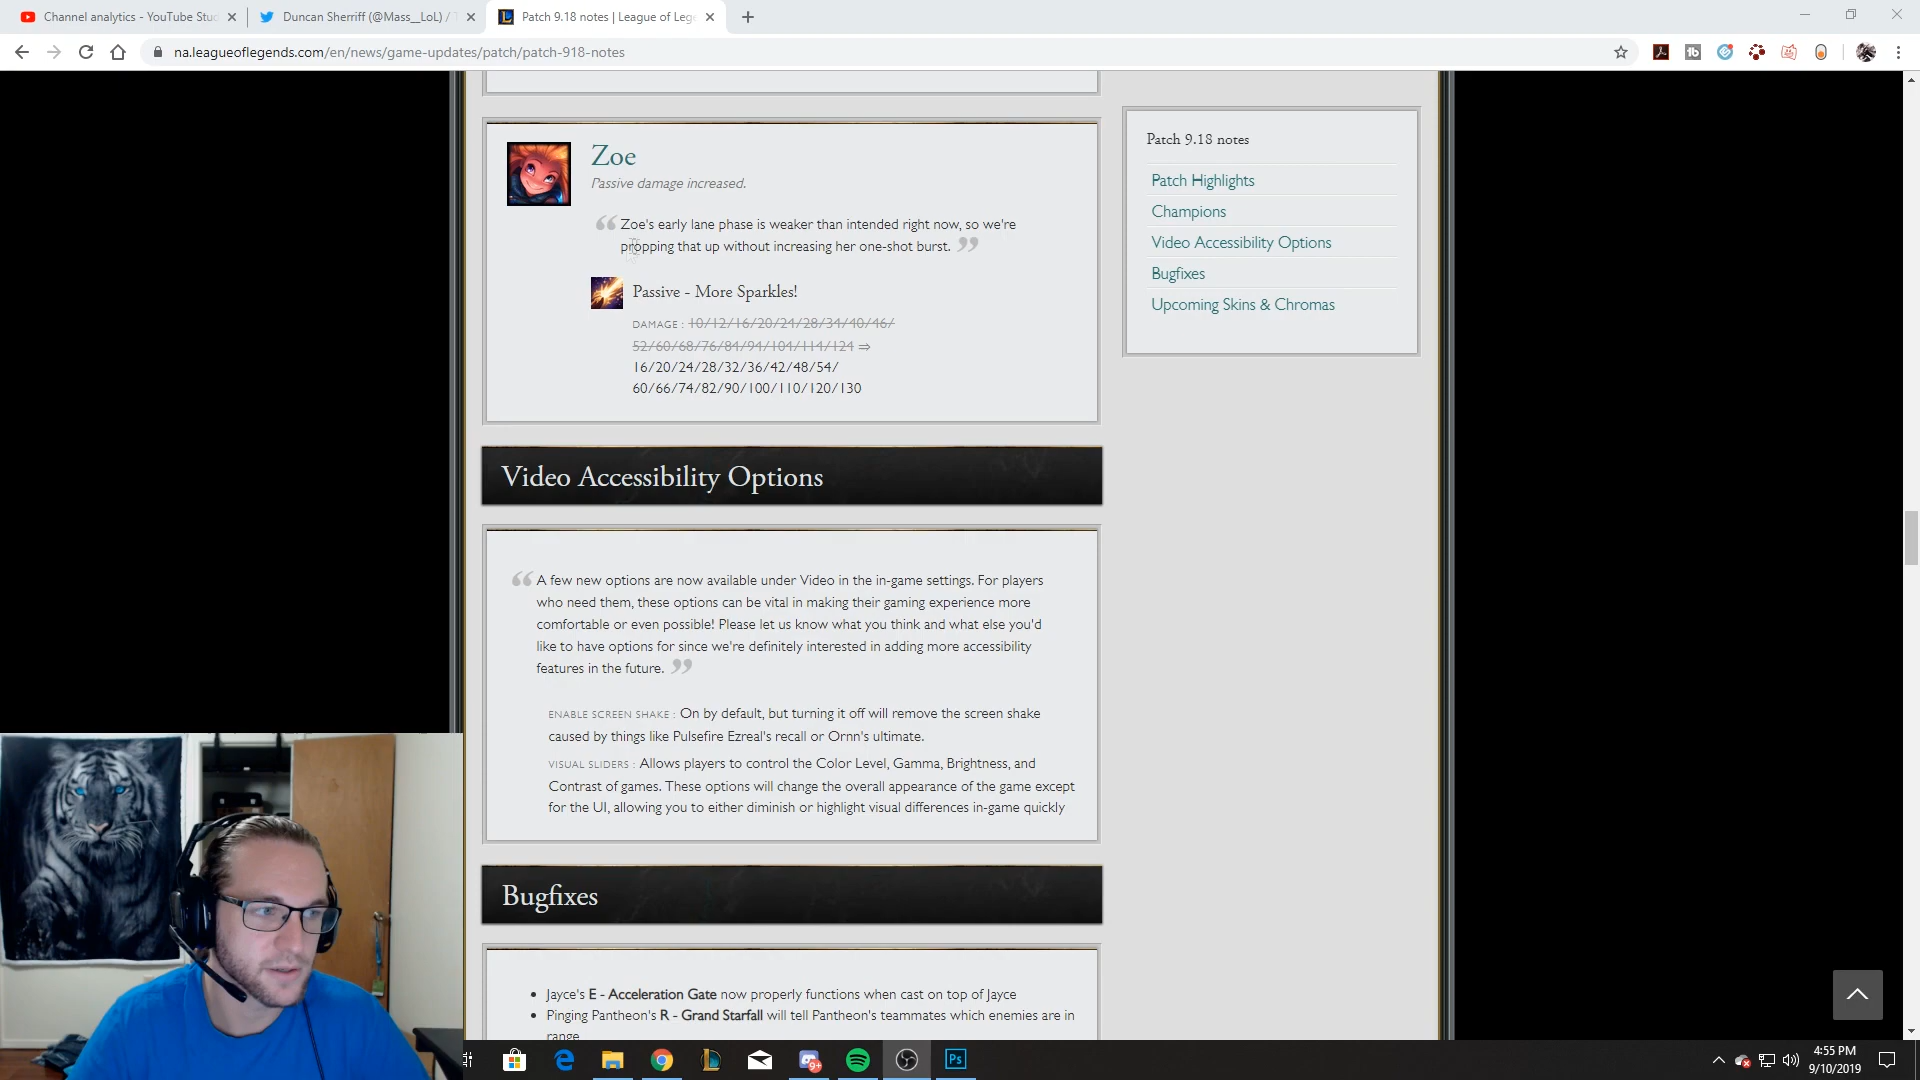 Channel analytics - YouTube Stu
Duncan Sherriff (@Mass__LoL) / T
Patch 9.18 notes | League of Leg
na.leagueoflegends.com/en/news/game-updates/patch/patch-918-notes
Zoe
Passive damage increased.
Zoe's early lane phase is weaker than intended right now, so we're
propping that up without increasing her one-shot burst.
Passive - More Sparkles!
DAMAGE : 10/12/16/20/24/28/34/40/46/
52/60/68/76/84/94/104/114/124 ⇒
16/20/24/28/32/36/42/48/54/
60/66/74/82/90/100/110/120/130
Patch 9.18 notes
Patch Highlights
Champions
Video Accessibility Options
Bugfixes
Upcoming Skins & Chromas
Video Accessibility Options
A few new options are now available under Video in the in-game settings. For players
who need them, these options can be vital in making their gaming experience more
comfortable or even possible! Please let us know what you think and what else you'd
like to have options for since we're definitely interested in adding more accessibility
features in the future.
ENABLE SCREEN SHAKE : On by default, but turning it off will remove the screen shake
caused by things like Pulsefire Ezreal's recall or Ornn's ultimate.
VISUAL SLIDERS : Allows players to control the Color Level, Gamma, Brightness, and
Contrast of games. These options will change the overall appearance of the game except
for the UI, allowing you to either diminish or highlight visual differences in-game quickly
Bugfixes
• Jayce's E - Acceleration Gate now properly functions when cast on top of Jayce
• Pinging Pantheon's R - Grand Starfall will tell Pantheon's teammates which enemies are in
range
9+
Ps
4:55 PM
9/10/2019